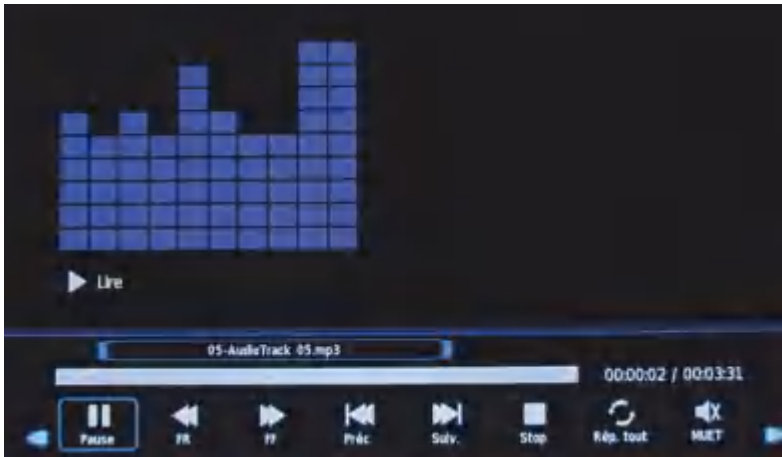 Lire
05-AudioTrack 05.mp3
00:00:02 / 00:03:31
Pause FR FF Préc Suiv. Stop Rép. tout MUET